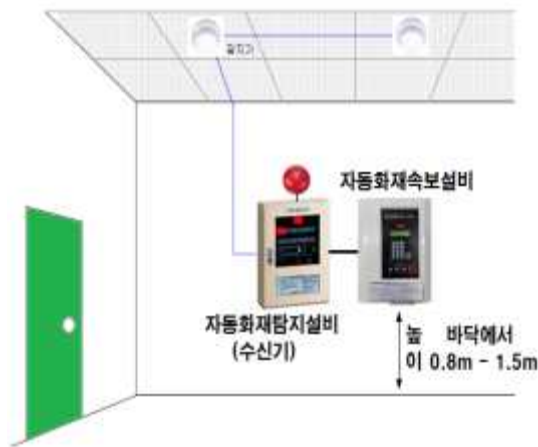 감지기
자동화재속보설비
자동화재탐지설비
(수신기)
높 바닥에서
이 0.8m - 1.5m